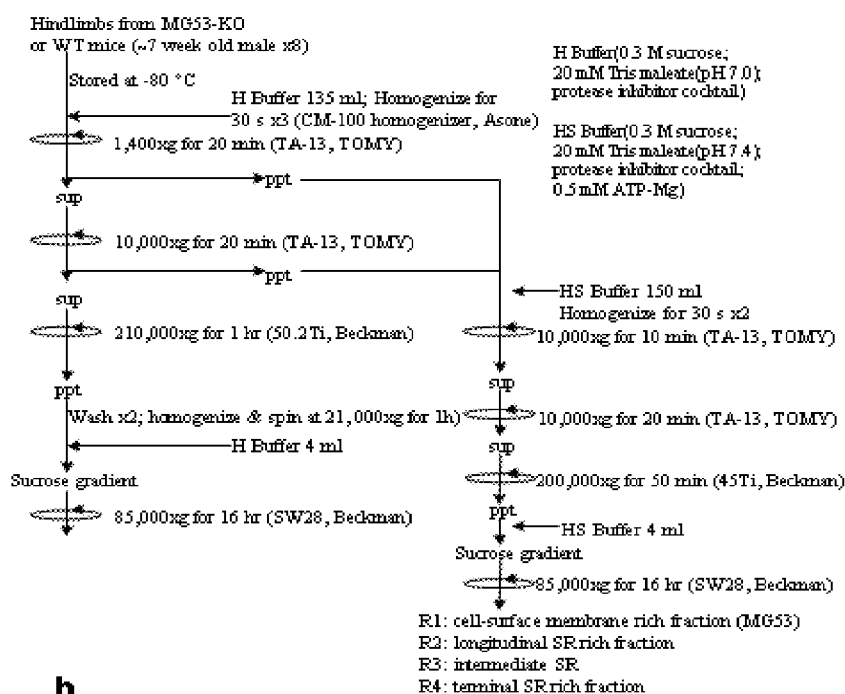 Hindlimbs from MG53-KO
or WT mice (~7 week old male x8)
Stored at -80 °C
H Buffer 135 ml; Homogenize for
30 s x3 (CM-100 homogenizer, Asone)
1,400xg for 20 min (TA-13, TOMY)
ppt
sup
10,000xg for 20 min (TA-13, TOMY)
ppt
sup
210,000xg for 1 hr (50.2Ti, Beckman)
ppt
Wash x2; homogenize & spin at 21,000xg for 1h)
H Buffer 4 ml
Sucrose gradient
85,000xg for 16 hr (SW28, Beckman)
H Buffer(0.3 M sucrose;
20 mM Tris maleate(pH 7.0);
protease inhibitor cocktail)
HS Buffer(0.3 M sucrose;
20 mM Tris maleate(pH 7.4);
protease inhibitor cocktail;
0.5 mM ATP-Mg)
HS Buffer 150 ml
Homogenize for 30 s x2
10,000xg for 10 min (TA-13, TOMY)
sup
10,000xg for 20 min (TA-13, TOMY)
sup
200,000xg for 50 min (45Ti, Beckman)
ppt
HS Buffer 4 ml
Sucrose gradient
85,000xg for 16 hr (SW28, Beckman)
R1: cell-surface membrane rich fraction (MG53)
R2: longitudinal SR rich fraction
R3: intermediate SR
R4: terminal SR rich fraction